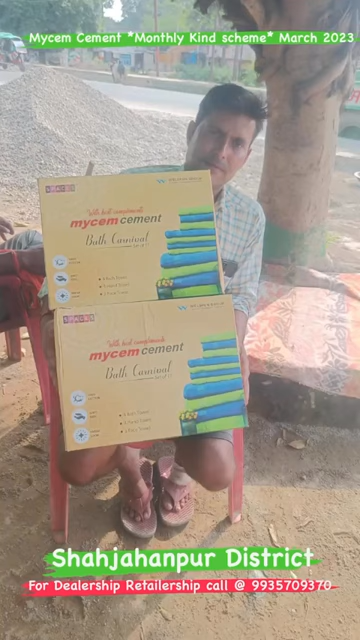 Mycem Cement *Monthly Kind scheme* March 2023
With best compliments
mycem cement
Bath Carnival
With best compliments
mycem cement
Bath Carnival
Shahjahanpur District
For Dealership Retailership call @ 9935709370